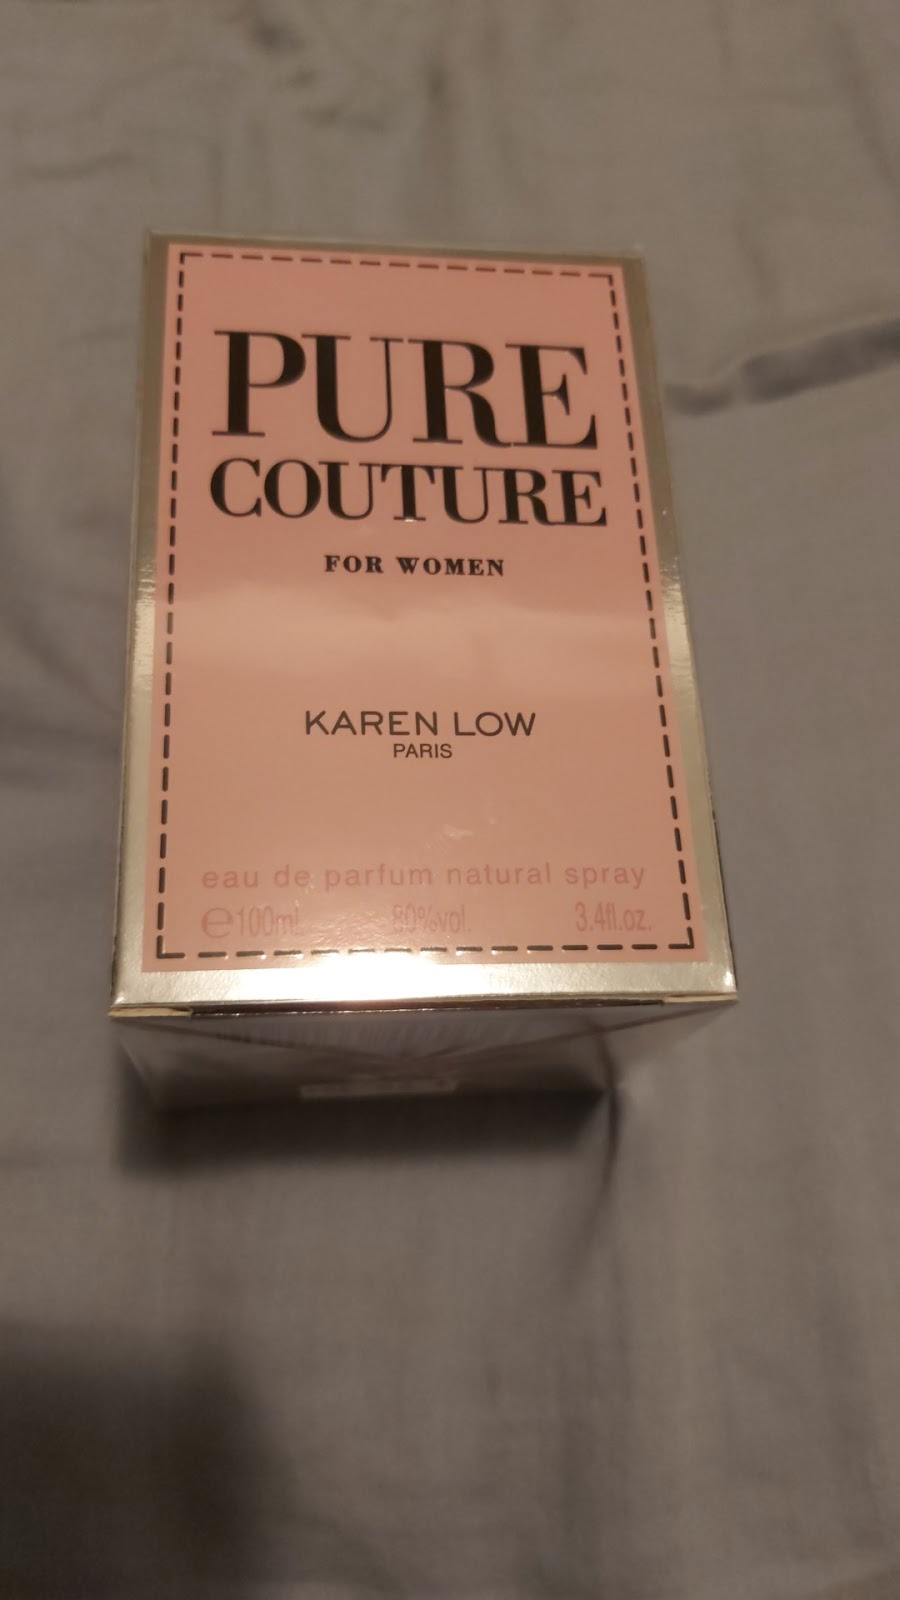 PURE
COUTURE
FOR WOMEN
KAREN LOW
PARIS
eau de parfum natural spray
℮100mL 80%vol. 3.4fl.oz.